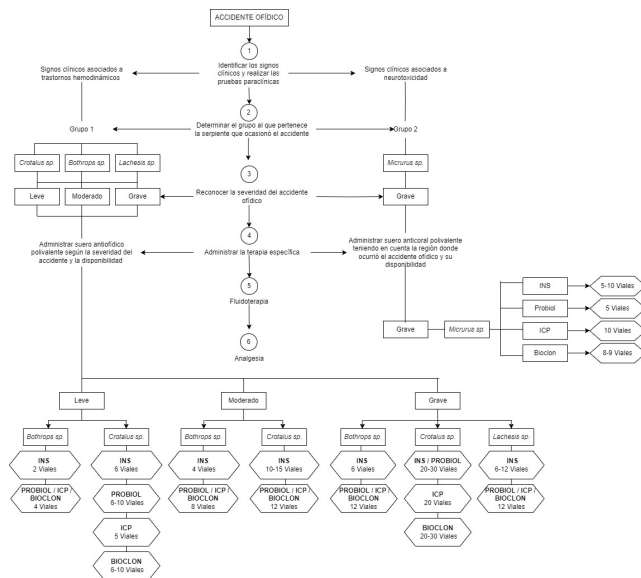 ACCIDENTE OFÍDICO
1
Identificar los signos
clínicos y realizar las
pruebas paraclínicas
Signos clínicos asociados a
trastornos hemodinámicos
Signos clínicos asociados a
neurotoxicidad
2
Determinar el grupo al que pertenece
la serpiente que ocasionó el accidente
Grupo 1
Grupo 2
Crotalus sp.
Bothrops sp.
Lachesis sp.
Micrurus sp.
3
Reconocer la severidad del accidente
ofídico
Leve
Moderado
Grave
Grave
4
Administrar la terapia específica
Administrar suero antiofídico
polivalente según la severidad del
accidente y la disponibilidad
Administrar suero anticoral polivalente
teniendo en cuenta la región donde
ocurrió el accidente ofídico y su
disponibilidad
5
Fluidoterapia
6
Analgesia
Grave
Micrurus sp.
INS
5-10 Viales
Probiol
5 Viales
ICP
10 Viales
Bioclon
8-9 Viales
Leve
Moderado
Grave
Bothrops sp.
Crotalus sp.
Bothrops sp.
Crotalus sp.
Bothrops sp.
Crotalus sp.
Lachesis sp.
INS
2 Viales
PROBIOL / ICP /
BIOCLON
4 Viales
INS
6 Viales
PROBIOL
6-10 Viales
ICP
5 Viales
BIOCLON
6-10 Viales
INS
4 Viales
PROBIOL / ICP /
BIOCLON
8 Viales
INS
10-15 Viales
PROBIOL / ICP /
BIOCLON
12 Viales
INS
6 Viales
PROBIOL / ICP /
BIOCLON
12 Viales
INS / PROBIOL
20-30 Viales
ICP
20 Viales
BIOCLON
20-30 Viales
INS
6-12 Viales
PROBIOL / ICP /
BIOCLON
12 Viales